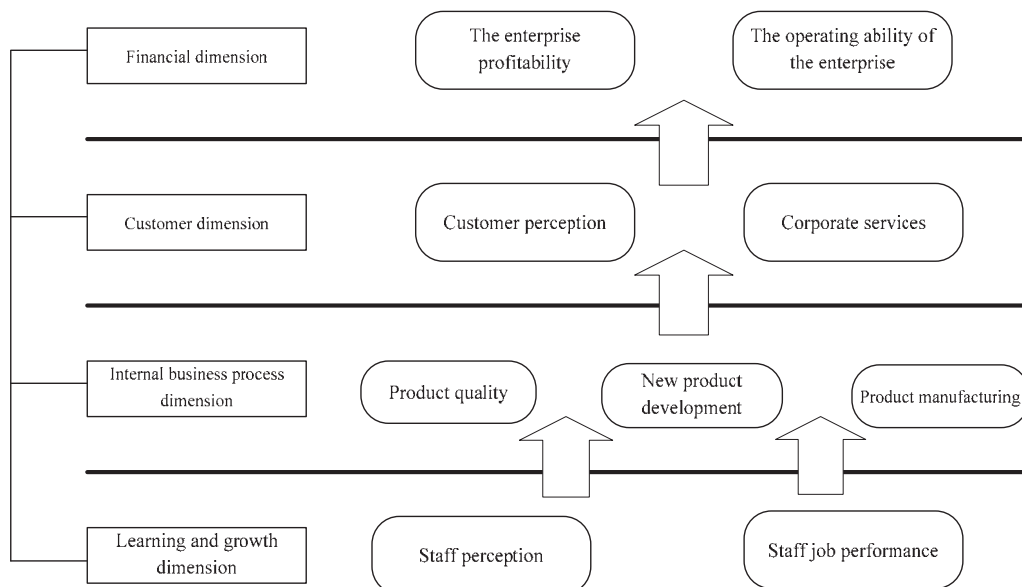 Financial dimension
The enterprise
profitability
The operating ability of
the enterprise
Customer dimension
Customer perception
Corporate services
Internal business process
dimension
Product quality
New product
development
Product manufacturing
Learning and growth
dimension
Staff perception
Staff job performance